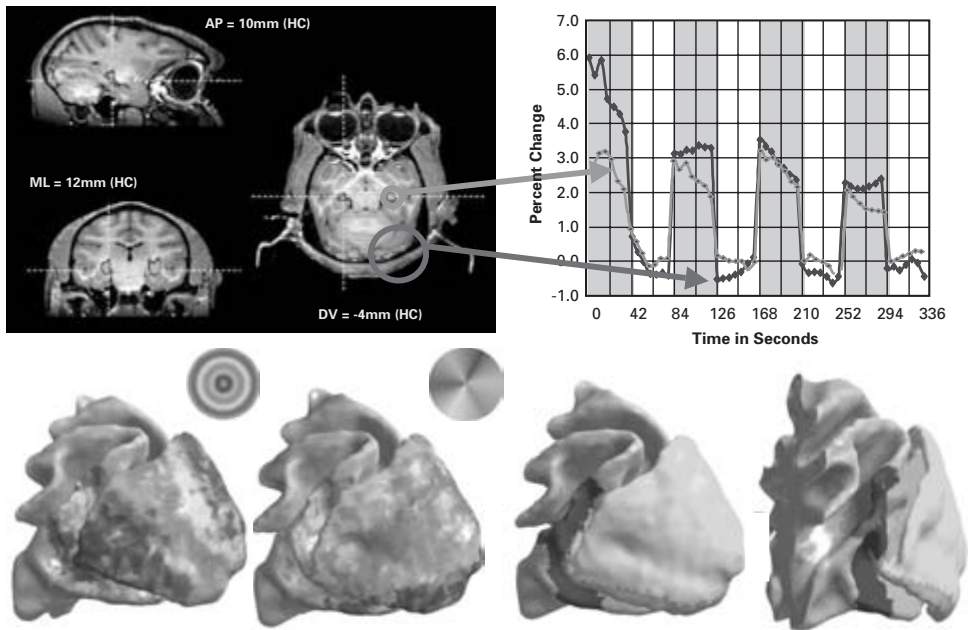 AP = 10mm (HC)
ML = 12mm (HC)
DV = -4mm (HC)
7.0
6.0
5.0
4.0
3.0
2.0
1.0
0.0
-1.0
Percent Change
0 42 84 126 168 210 252 294 336
Time in Seconds